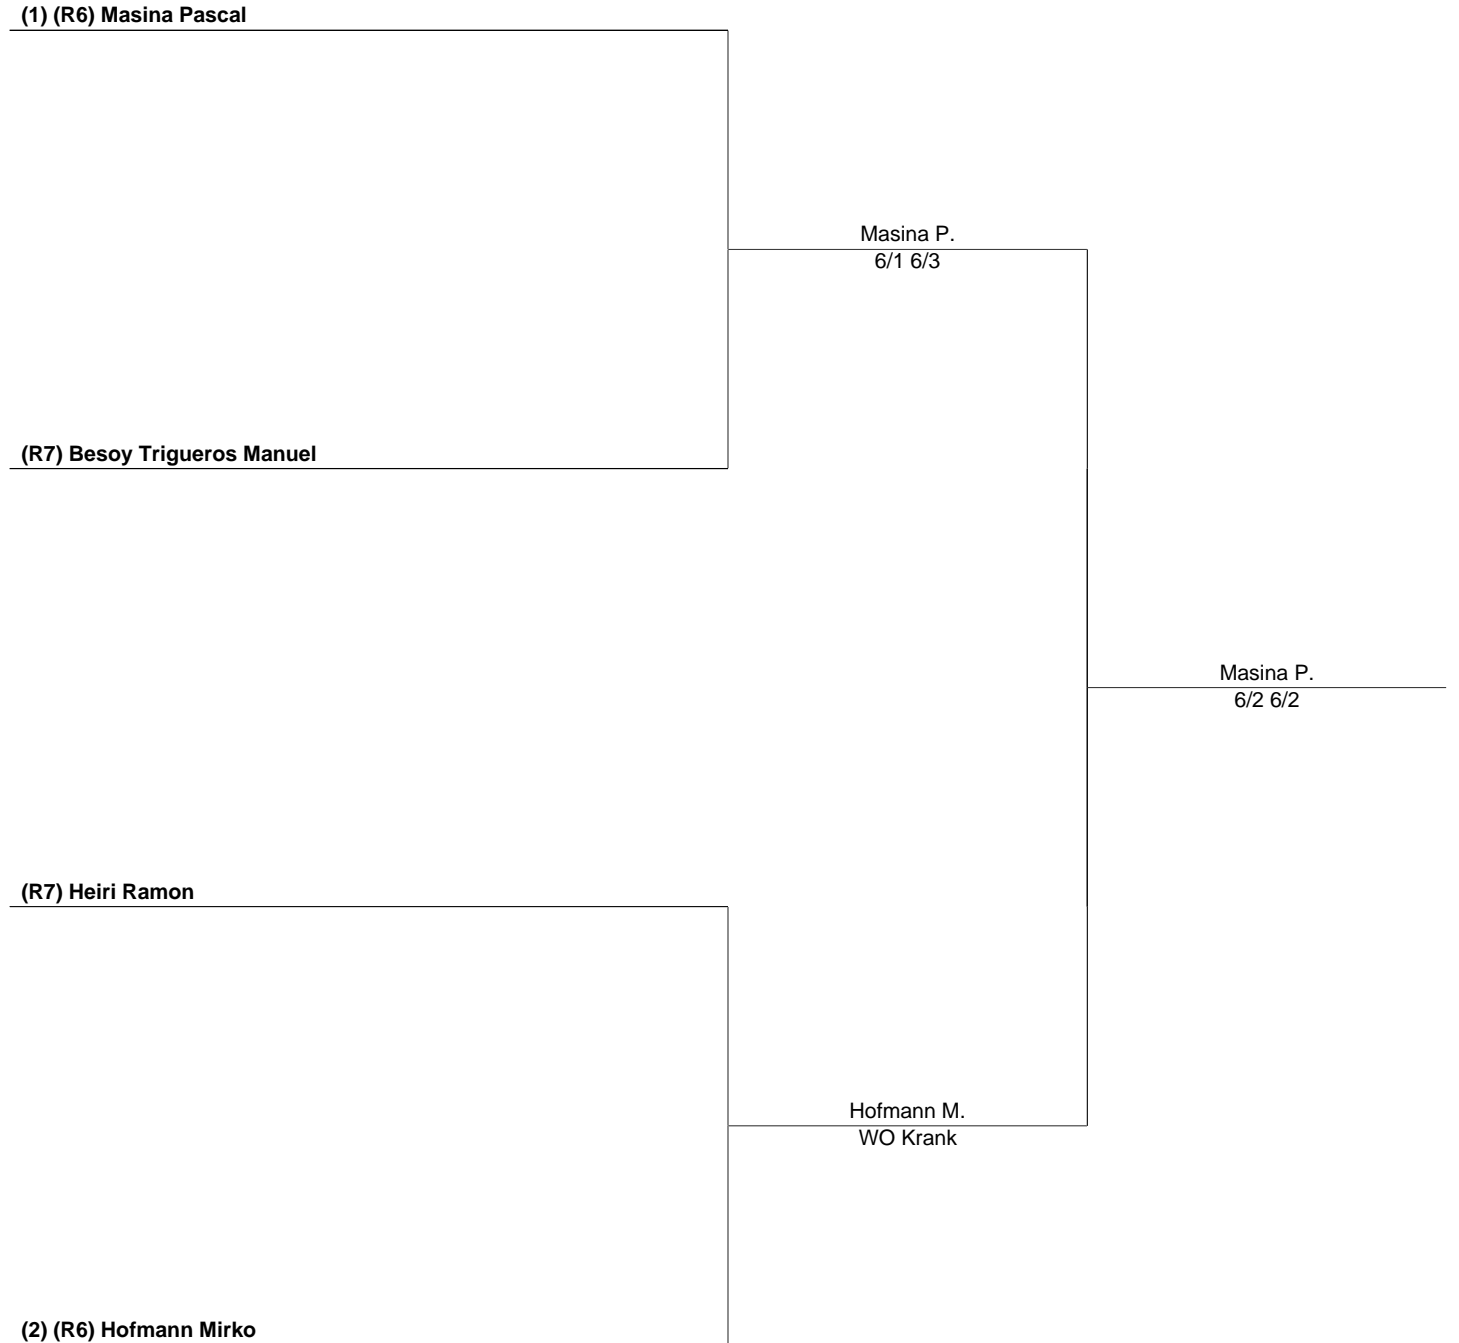 (1) (R6) Masina Pascal
Masina P.
6/1 6/3
(R7) Besoy Trigueros Manuel
Masina P.
6/2 6/2
(R7) Heiri Ramon
Hofmann M.
WO Krank
(2) (R6) Hofmann Mirko